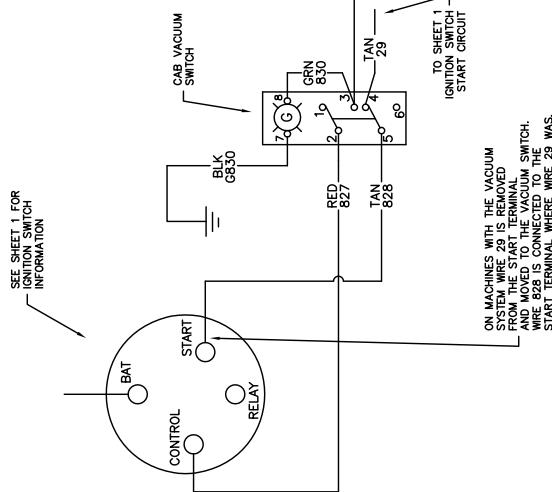 SEE SHEET 1 FOR
IGNITION SWITCH
INFORMATION
BAT
START
CONTROL
RELAY
BLK
G830
CAB VACUUM
SWITCH
7
G
8
GRN
830
1
2
3
4
5
6
RED
827
TAN
828
TAN
29
TO SHEET 1
IGNITION SWITCH
START CIRCUIT
ON MACHINES WITH THE VACUUM
SYSTEM WIRE 29 IS REMOVED
FROM THE START TERMINAL
AND MOVED TO THE VACUUM SWITCH.
WIRE 828 IS CONNECTED TO THE
START TERMINAL WHERE WIRE 29 WAS.